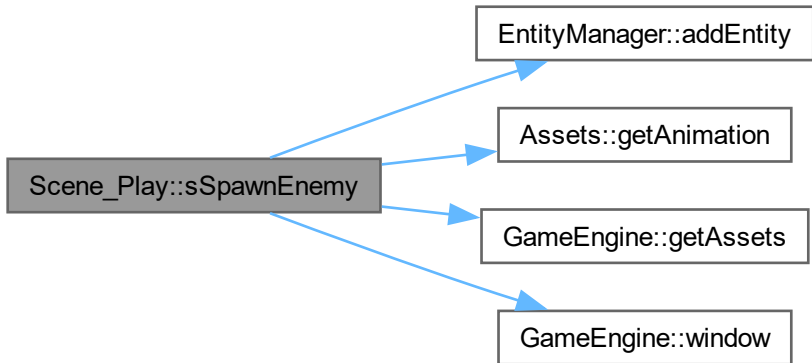 EntityManager::addEntity
Assets::getAnimation
Scene_Play::sSpawnEnemy
GameEngine::getAssets
GameEngine::window